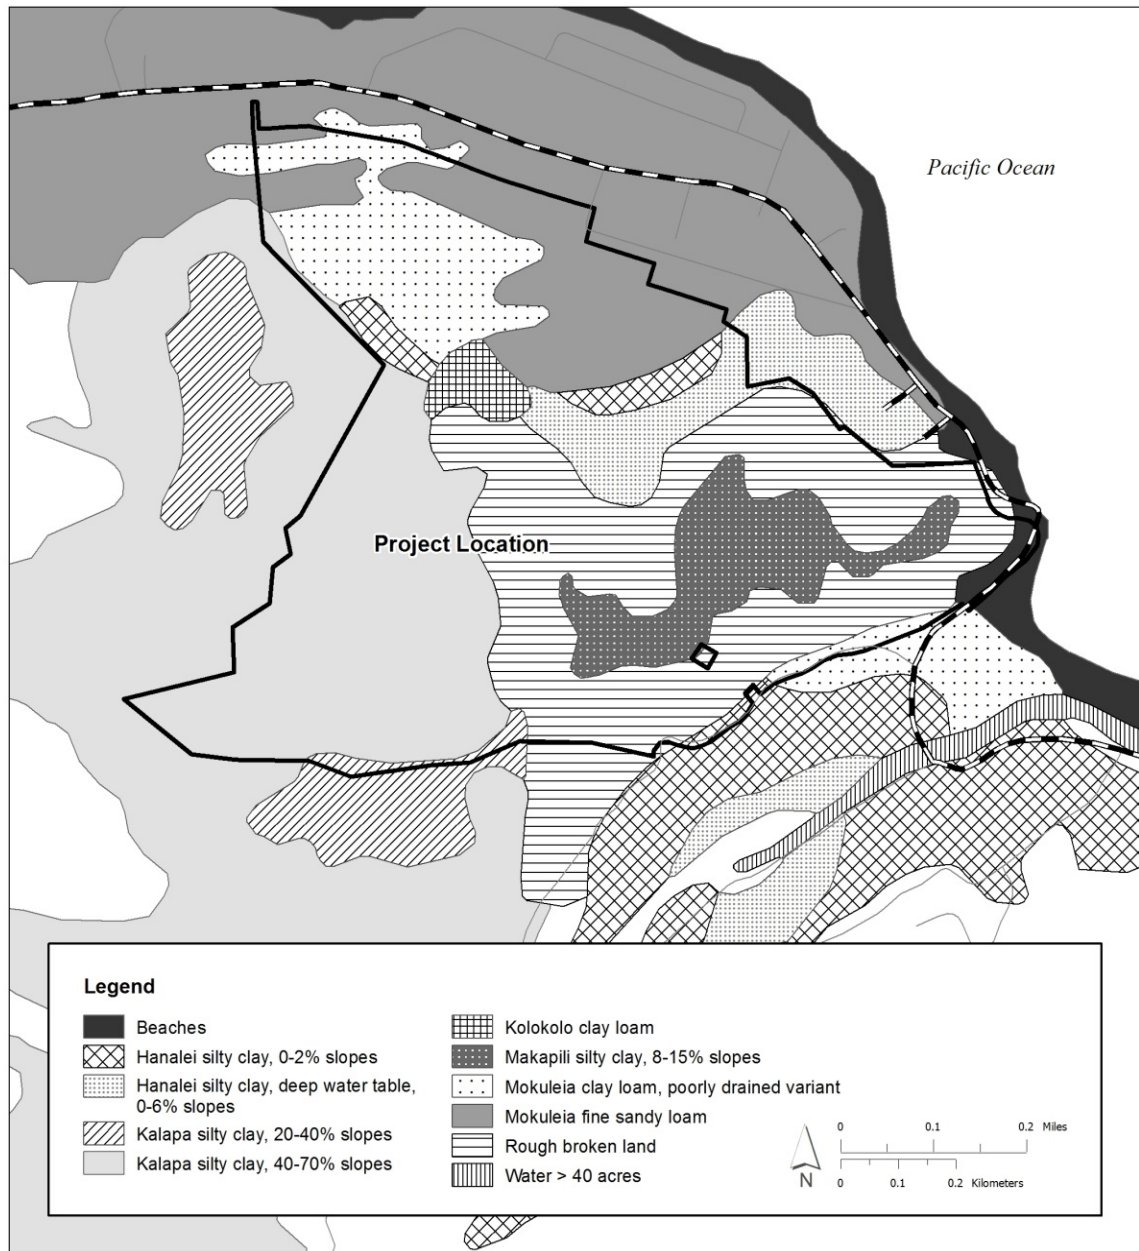 Pacific Ocean
Project Location
Legend
Beaches
Hanalei silty clay, 0-2% slopes
Hanalei silty clay, deep water table,
0-6% slopes
Kalapa silty clay, 20-40% slopes
Kalapa silty clay, 40-70% slopes
Kolokolo clay loam
Makapili silty clay, 8-15% slopes
Mokuleia clay loam, poorly drained variant
Mokuleia fine sandy loam
Rough broken land
Water > 40 acres
N
0 0.1 0.2 Miles
0 0.1 0.2 Kilometers